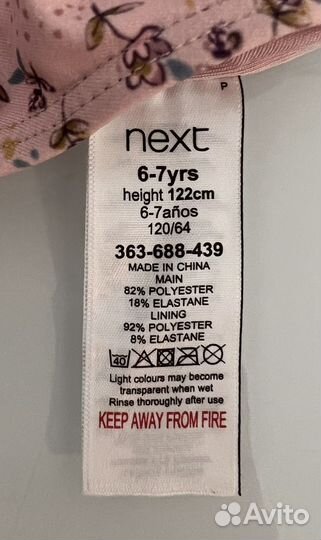 P
next
6-7yrs
height 122cm
6-7años
120/64
363-688-439
MADE IN CHINA
MAIN
82% POLYESTER
18% ELASTANE
LINING
92% POLYESTER
8% ELASTANE
40
Light colours may become
transparent when wet
Rinse thoroughly after use
KEEP AWAY FROM FIRE
Avito